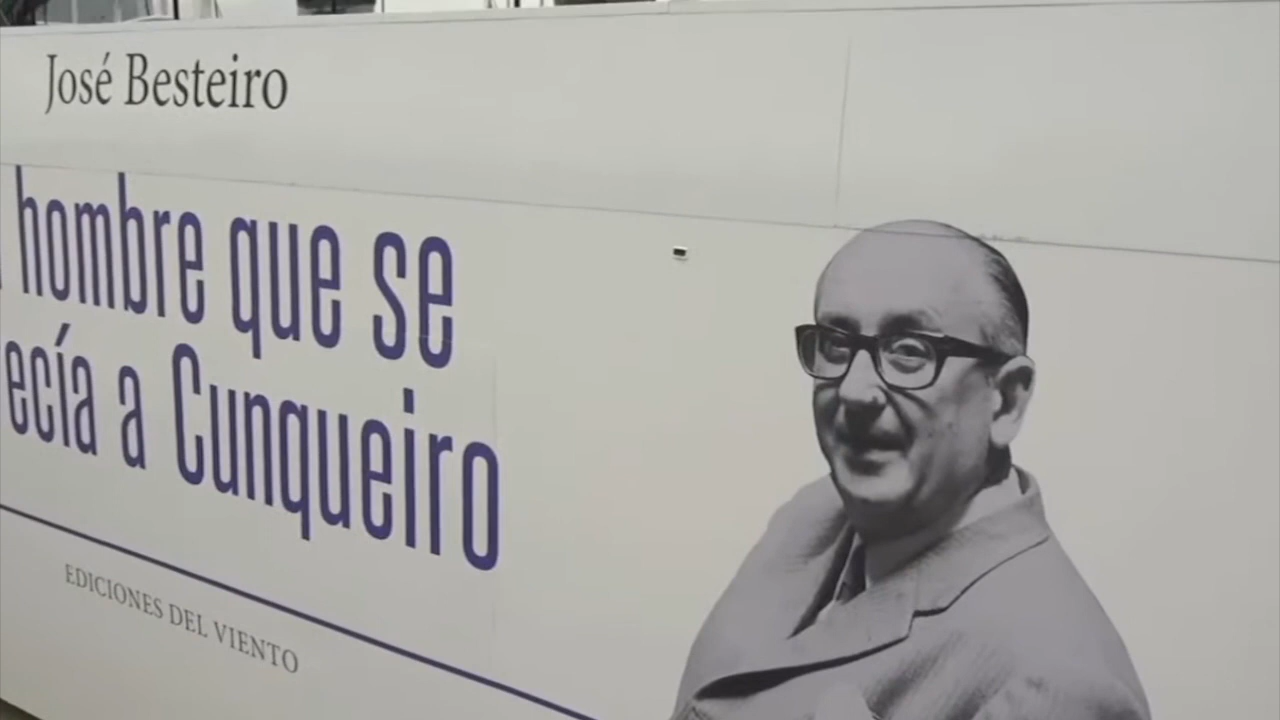 José Besteiro
hombre que se
ecía a Cunqueiro
EDICIONES DEL VIENTO